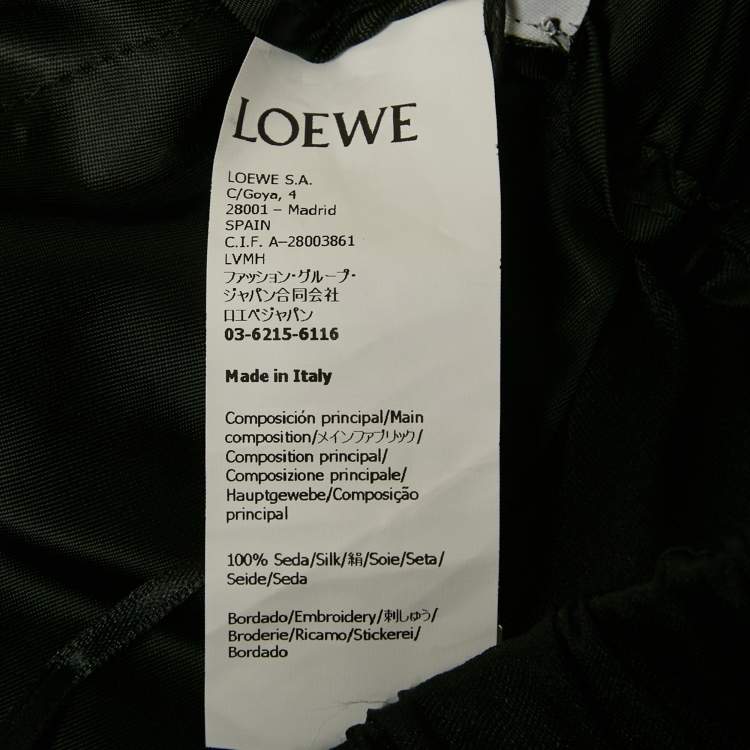 LOEWE
LOEWE S.A.
C/Goya, 4
28001 – Madrid
SPAIN
C.I.F. A–28003861
LVMH
ファッション・グループ・
ジャパン合同会社
ロエベジャパン
03-6215-6116
Made in Italy
Composición principal/Main
composition/メインファブリック/
Composition principal/
Composizione principale/
Hauptgewebe/Composição
principal
100% Seda/Silk/絹/Soie/Seta/
Seide/Seda
Bordado/Embroidery/刺しゅう/
Broderie/Ricamo/Stickerei/
Bordado